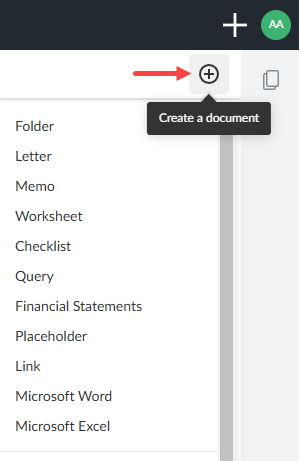 AA
Create a document
Folder
Letter
Memo
Worksheet
Checklist
Query
Financial Statements
Placeholder
Link
Microsoft Word
Microsoft Excel